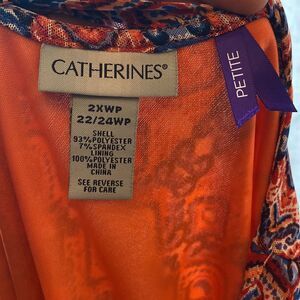 CATHERINES®
PETITE
2XWP
22/24WP
SHELL
93%POLYESTER
7%SPANDEX
LINING
100%POLYESTER
MADE IN
CHINA
SEE REVERSE
FOR CARE